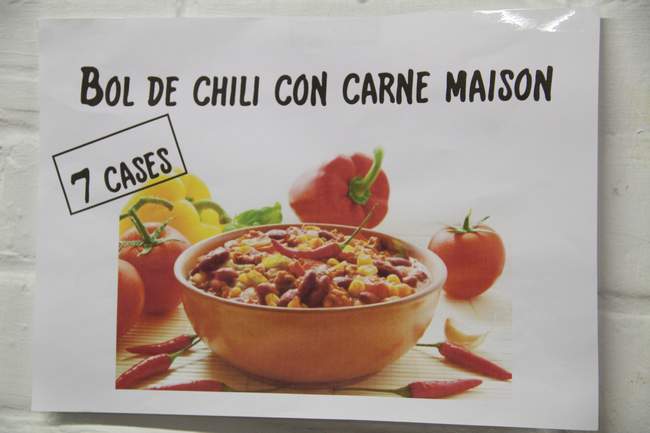 BOL DE CHILI CON CARNE MAISON
7 CASES